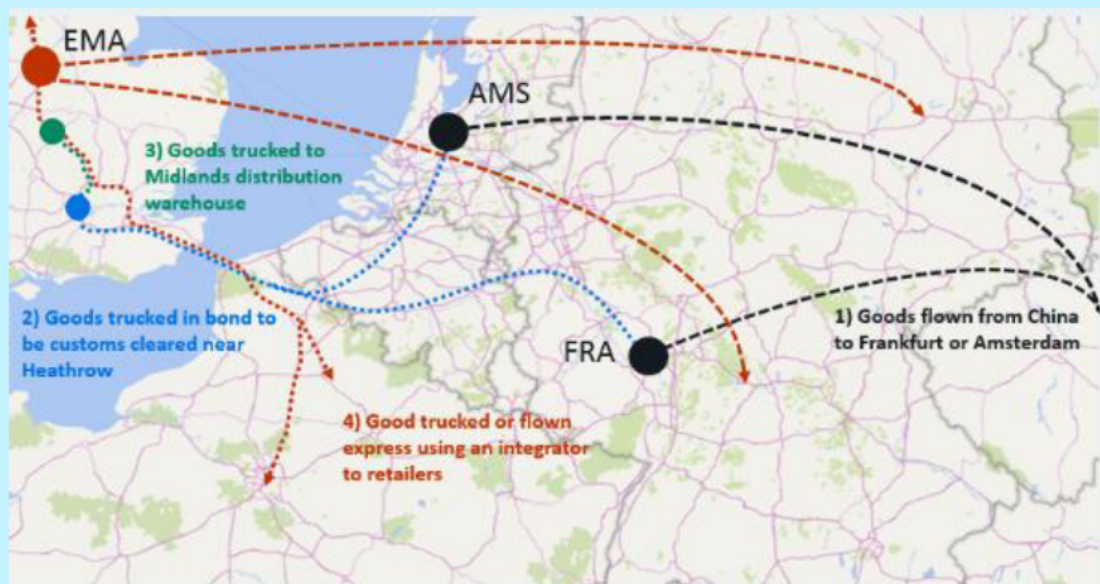 EMA
AMS
3) Goods trucked to
Midlands distribution
warehouse
2) Goods trucked in bond to
be customs cleared near
Heathrow
1) Goods flown from China
to Frankfurt or Amsterdam
FRA
4) Good trucked or flown
express using an integrator
to retailers